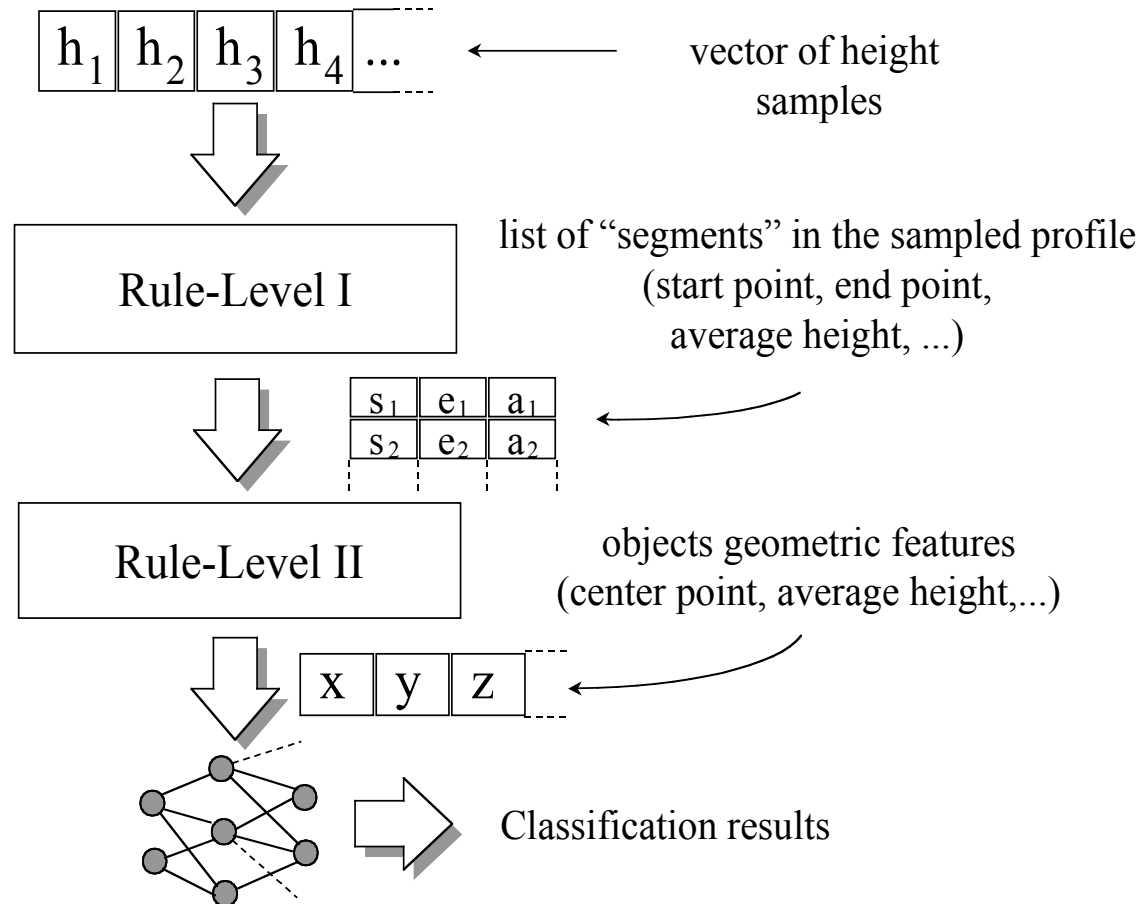 h1 h2 h3 h4 ...
vector of height
samples
Rule-Level I
list of “segments” in the sampled profile
(start point, end point,
average height, ...)
s1 e1 a1
s2 e2 a2
Rule-Level II
objects geometric features
(center point, average height,...)
x y z
Classification results